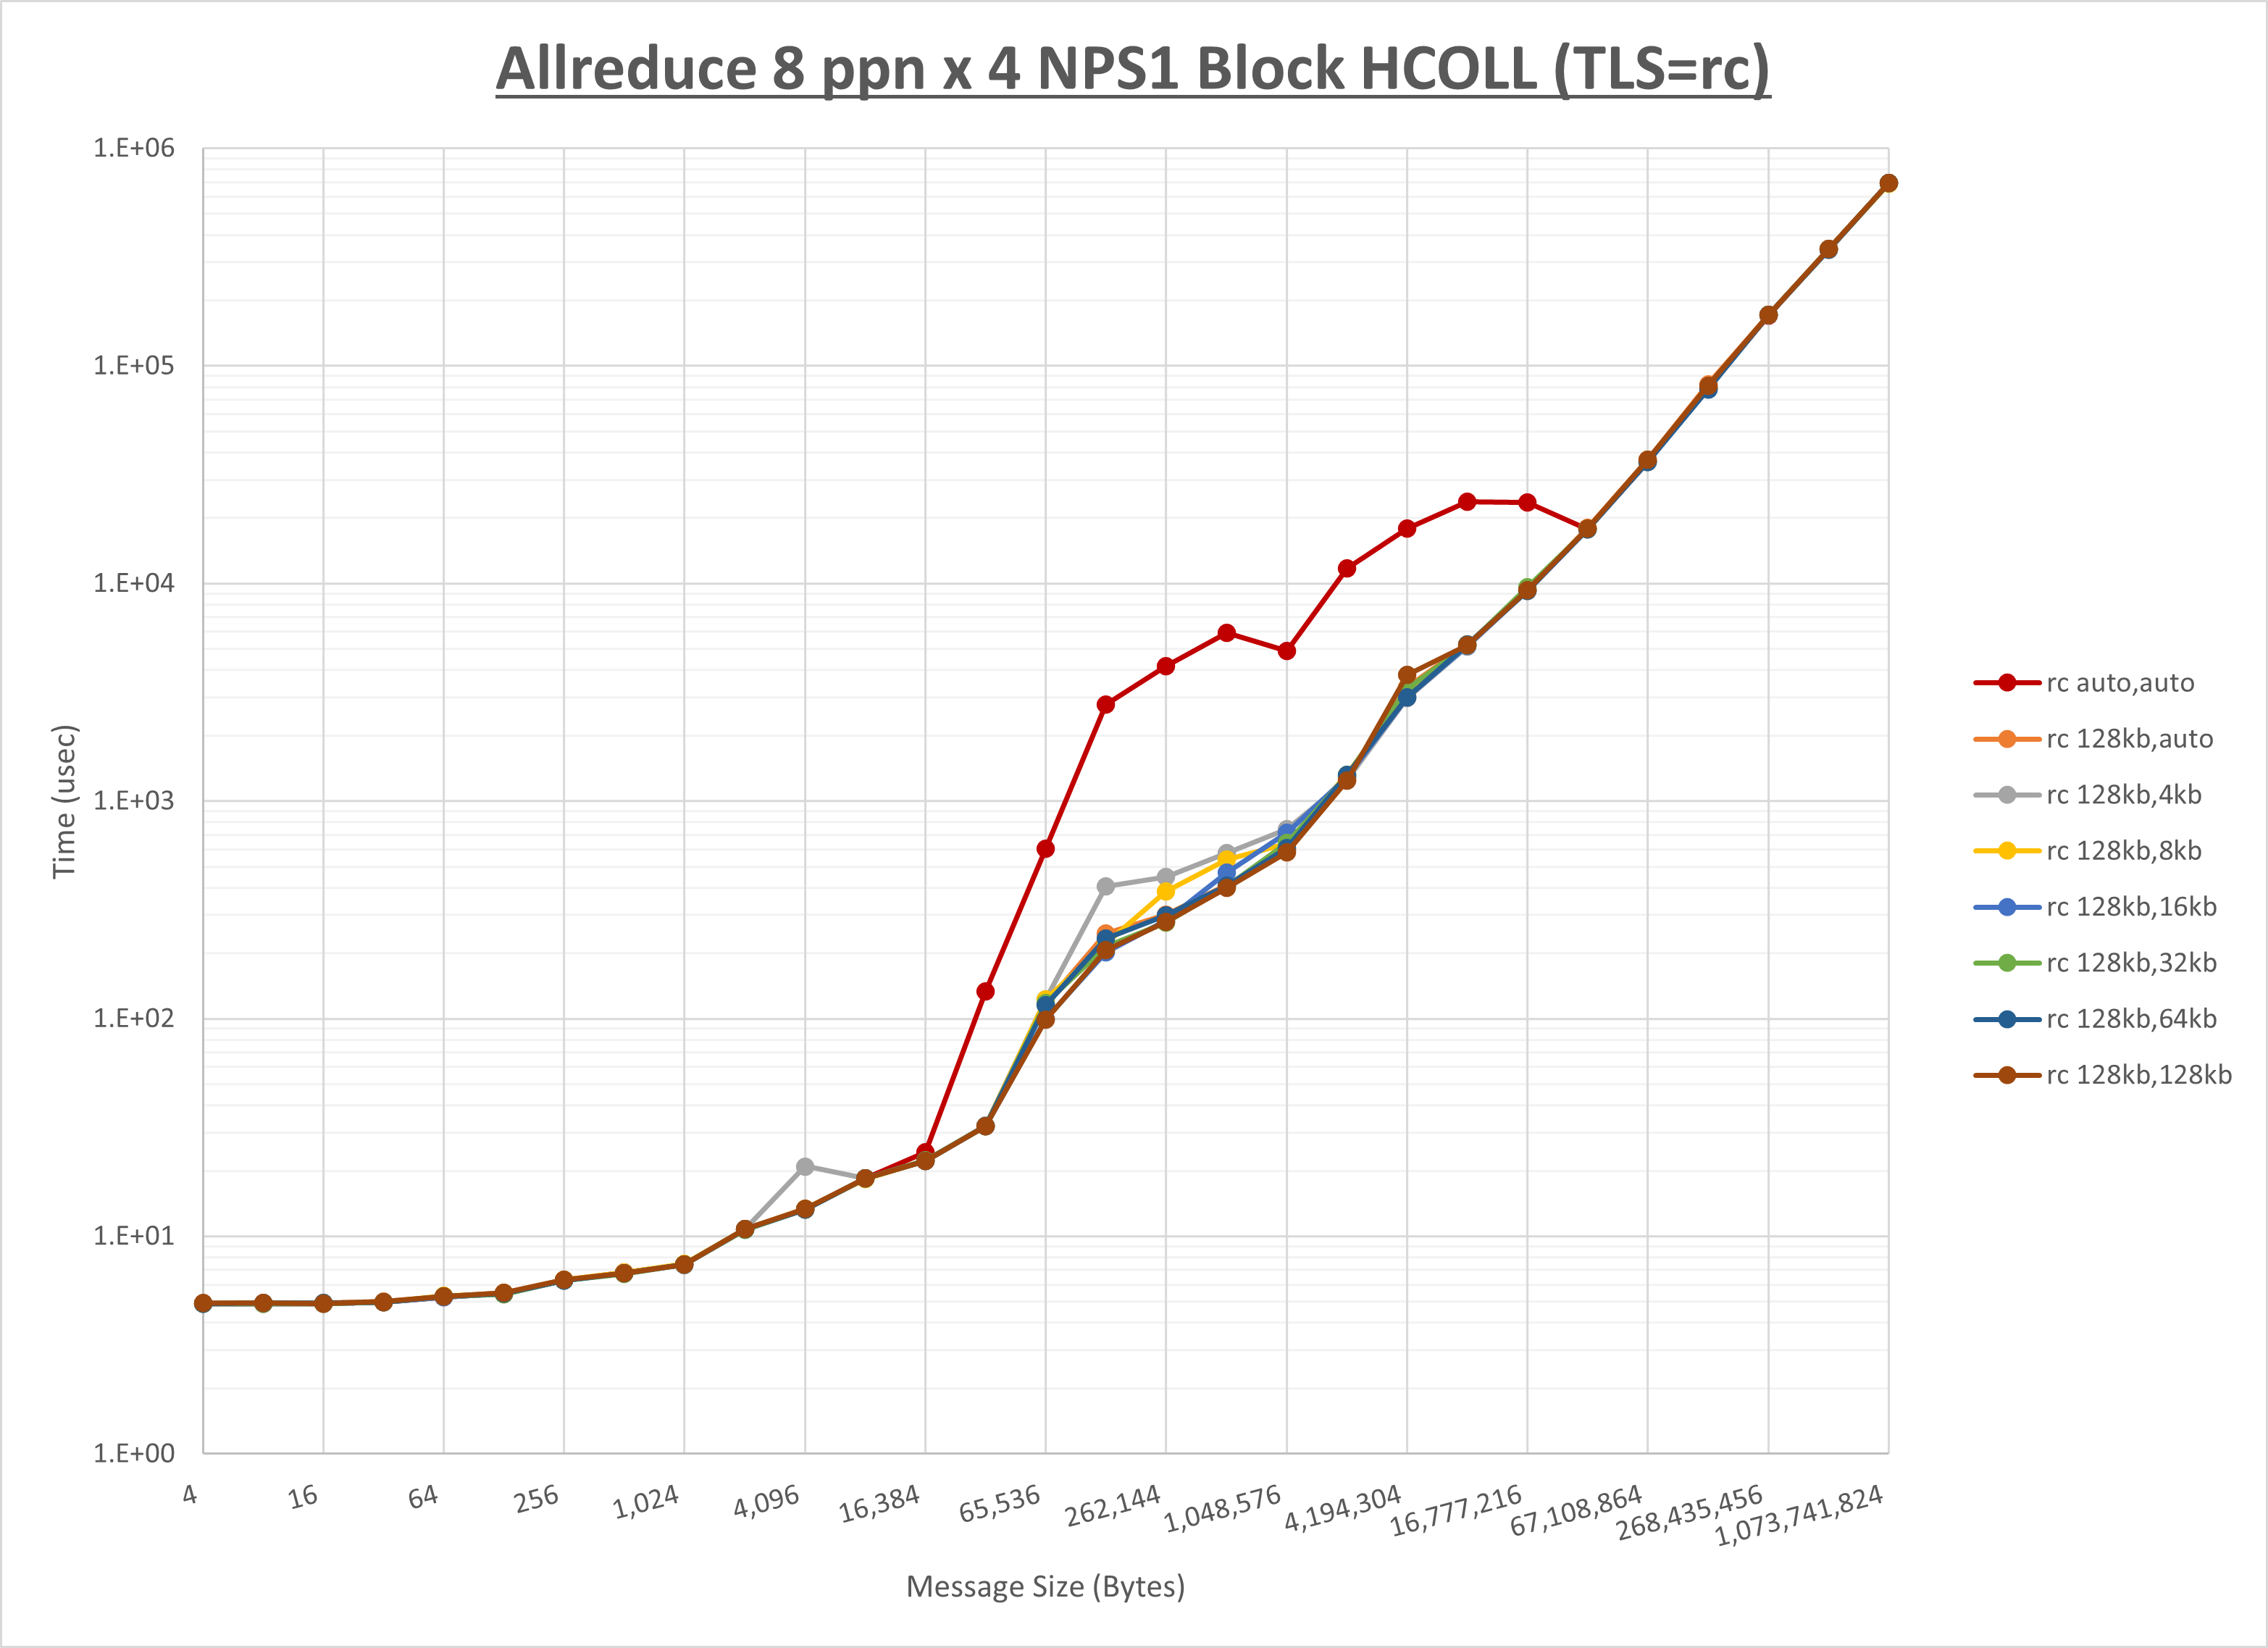 Allreduce 8 ppn x 4 NPS1 Block HCOLL (TLS=rc)
1.E+06
1.E+05
1.E+04
1.E+03
1.E+02
1.E+01
1.E+00
Time (usec)
4
16
64
256
1,024
4,096
16,384
65,536
262,144
1,048,576
4,194,304
16,777,216
67,108,864
268,435,456
1,073,741,824
Message Size (Bytes)
rc auto,auto
rc 128kb,auto
rc 128kb,4kb
rc 128kb,8kb
rc 128kb,16kb
rc 128kb,32kb
rc 128kb,64kb
rc 128kb,128kb